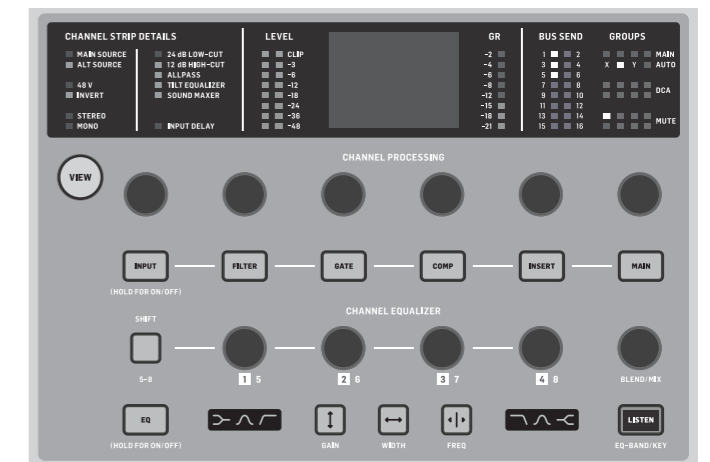 CHANNEL STRIP DETAILS
MAIN SOURCE
ALT SOURCE
48 V
INVERT
STEREO
MONO
24 dB LOW-CUT
12 dB HIGH-CUT
ALLPASS
TILT EQUALIZER
SOUND MAXER
INPUT DELAY
LEVEL
CLIP
-3
-6
-12
-18
-24
-36
-48
GR
-2
-4
-6
-8
-12
-15
-18
-21
BUS SEND
1 2
3 4
5 6
7 8
9 10
11 12
13 14
15 16
GROUPS
MAIN
X Y AUTO
DCA
MUTE
VIEW
CHANNEL PROCESSING
INPUT FILTER GATE COMP INSERT MAIN
(HOLD FOR ON/OFF)
CHANNEL EQUALIZER
SHIFT
5-8 1 5 2 6 3 7 4 8 BLEND/MIX
EQ LISTEN
(HOLD FOR ON/OFF) GAIN WIDTH FREQ EQ-BAND/KEY